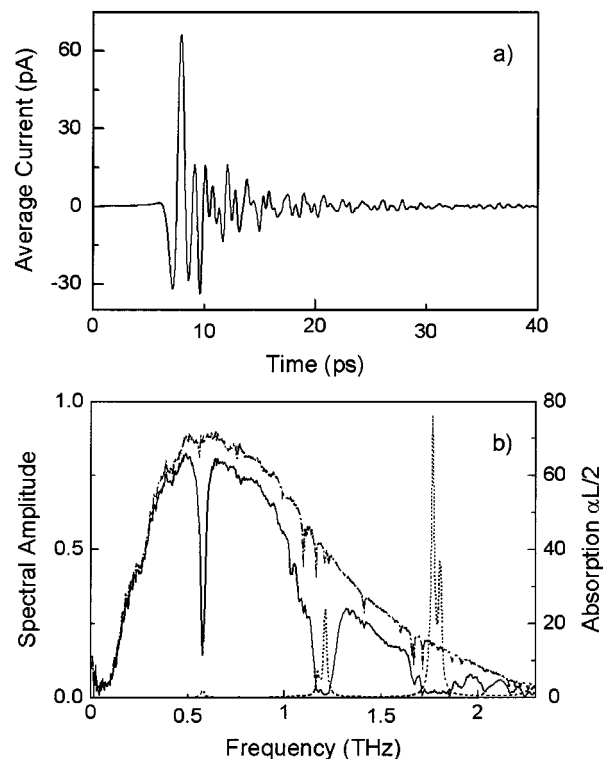 a)
Average Current (pA)
60
30
0
-30
0 10 20 30 40
Time (ps)
b)
Spectral Amplitude
1.0
0.5
0.0
Absorption αL/2
80
60
40
20
0
0 0.5 1 1.5 2
Frequency (THz)